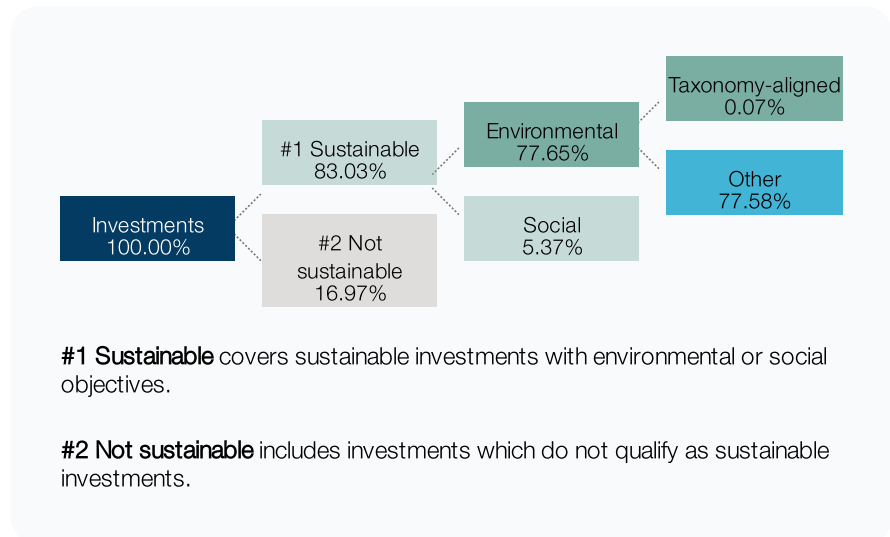 Investments
100.00%
#1 Sustainable
83.03%
#2 Not
sustainable
16.97%
Environmental
77.65%
Social
5.37%
Taxonomy-aligned
0.07%
Other
77.58%
#1 Sustainable covers sustainable investments with environmental or social
objectives.
#2 Not sustainable includes investments which do not qualify as sustainable
investments.